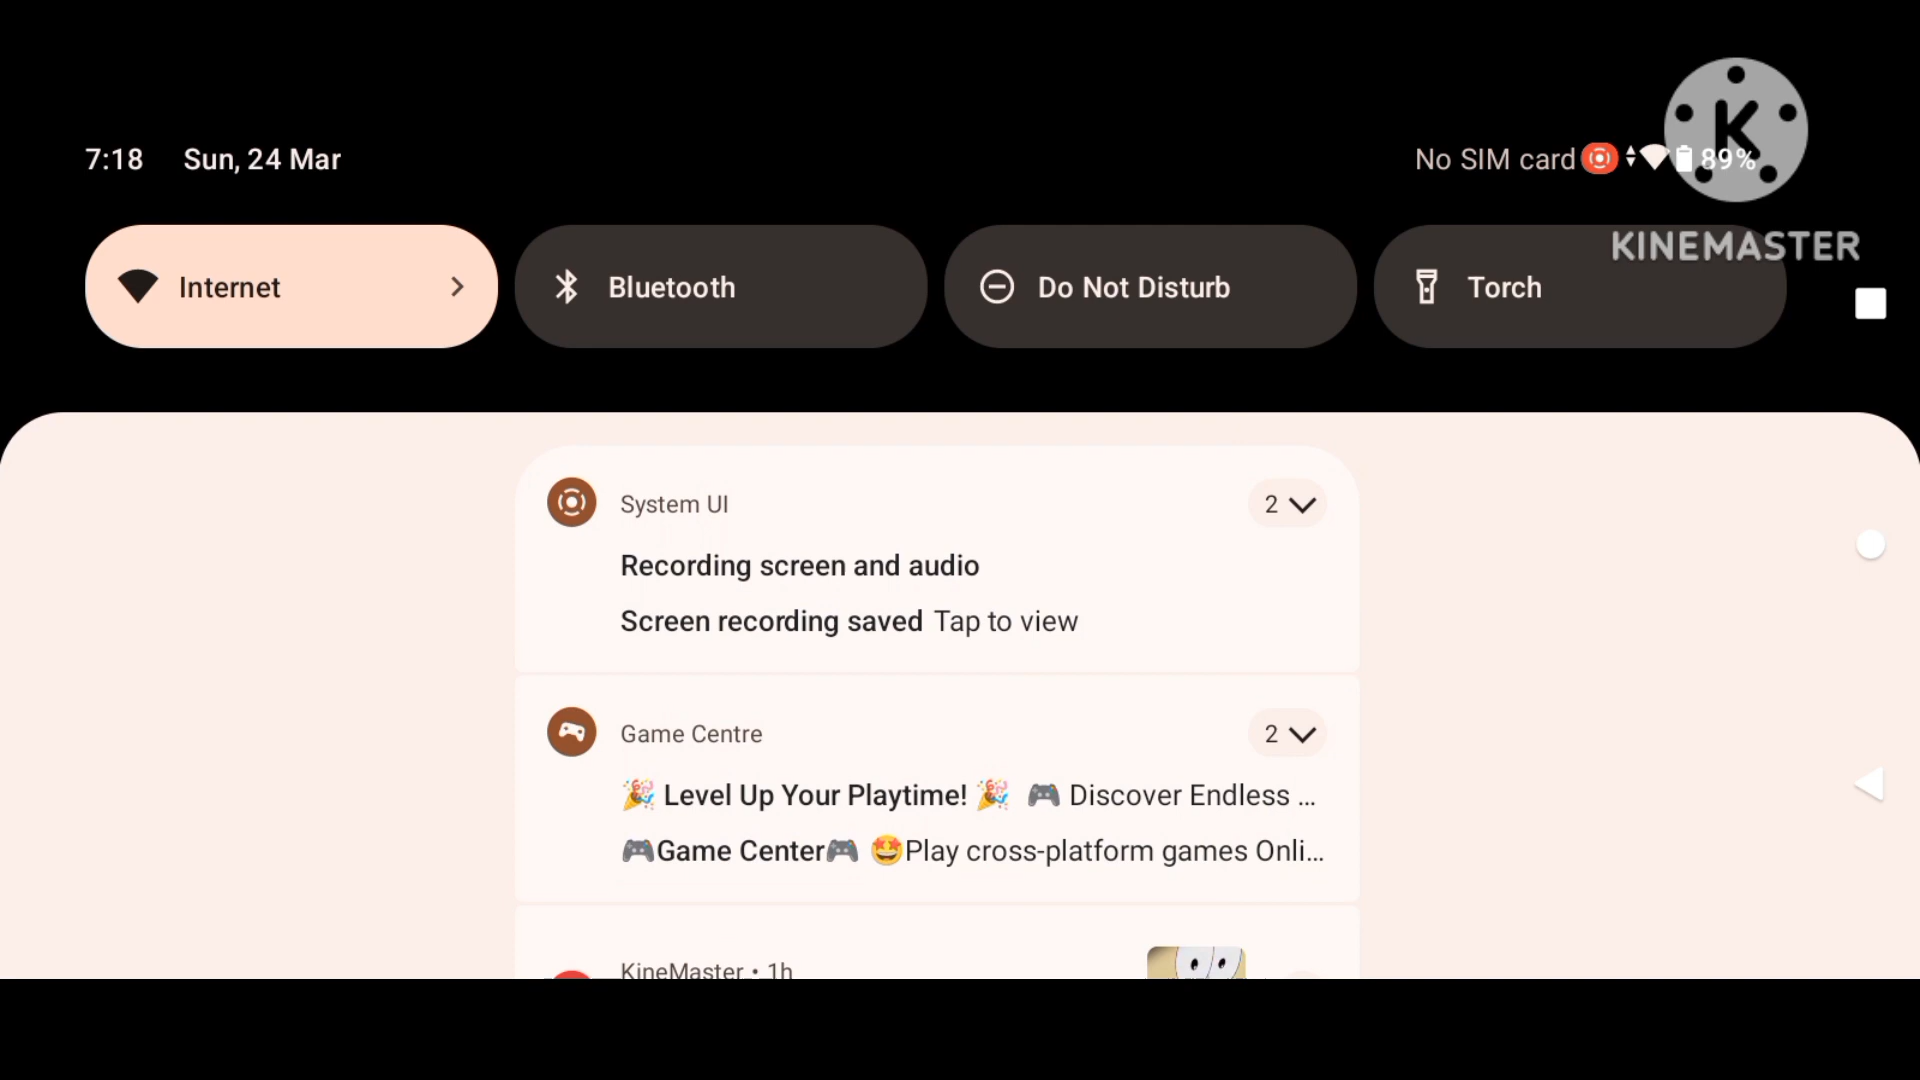 7:18 Sun, 24 Mar
No SIM card 89%
KINEMASTER
Internet
Bluetooth
Do Not Disturb
Torch
System UI 2
Recording screen and audio
Screen recording saved Tap to view
Game Centre 2
🎉 Level Up Your Playtime! 🎉 🎮 Discover Endless ...
🎮Game Center🎮 🤩Play cross-platform games Onli...
KineMaster • 1h